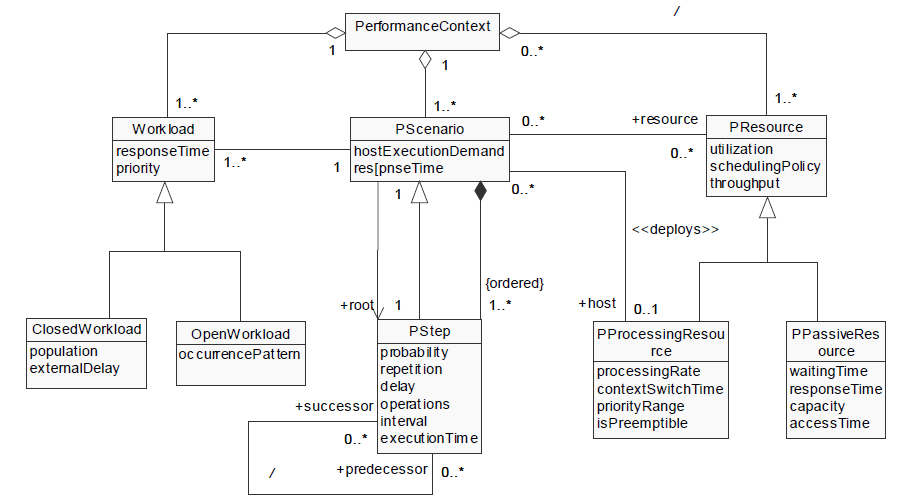 /
PerformanceContext
1
1
0..*
1..*
1..*
1..*
Workload
responseTime
priority
PScenario
hostExecutionDemand
res[pnseTime
0..*
+resource
0..*
PResource
utilization
schedulingPolicy
throughput
1..*
1
1
0..*
<<deploys>>
{ordered}
+root
1
1..*
+host
0..1
ClosedWorkload
population
externalDelay
OpenWorkload
occurrencePattern
PStep
probability
repetition
delay
operations
interval
executionTime
PProcessingResou
rce
processingRate
contextSwitchTime
priorityRange
isPreemptible
PPassiveRes
ource
waitingTime
responseTime
capacity
accessTime
+successor
0..*
/
+predecessor
0..*